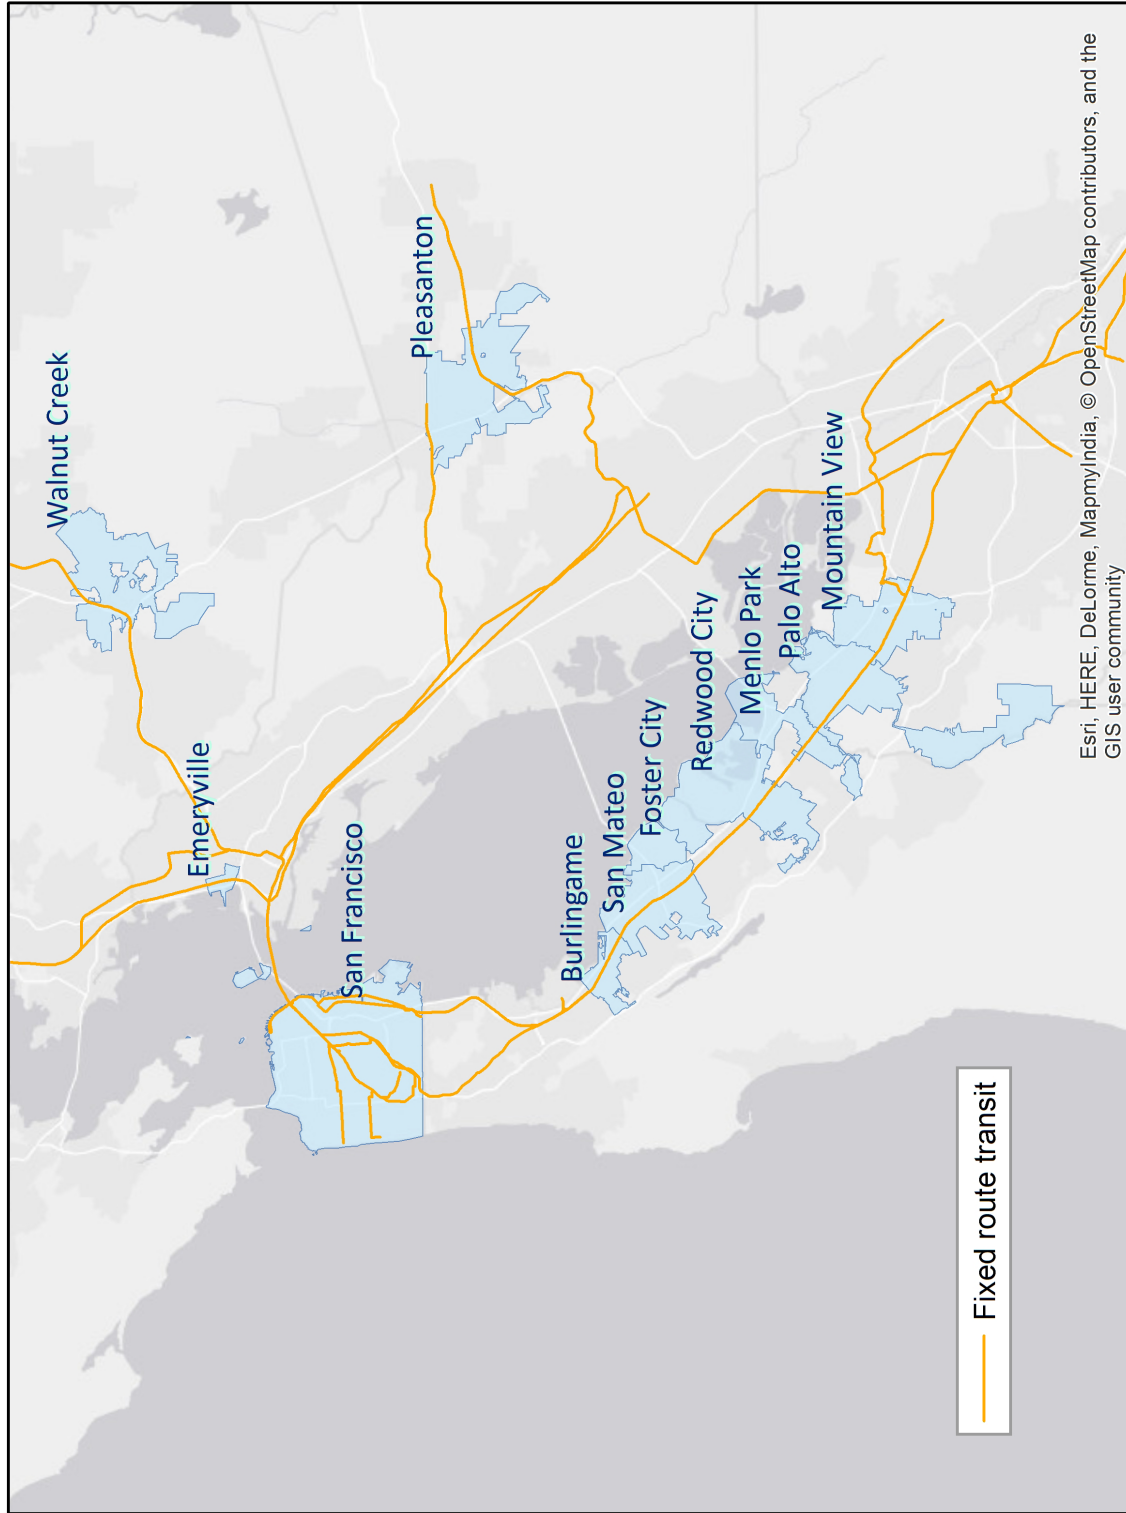 Walnut Creek
Emeryville
Pleasanton
San Francisco
Burlingame
San Mateo
Foster City
Redwood City
Menlo Park
Palo Alto
Mountain View
Fixed route transit
Esri, HERE, DeLorme, MapmyIndia, © OpenStreetMap contributors, and the
GIS user community